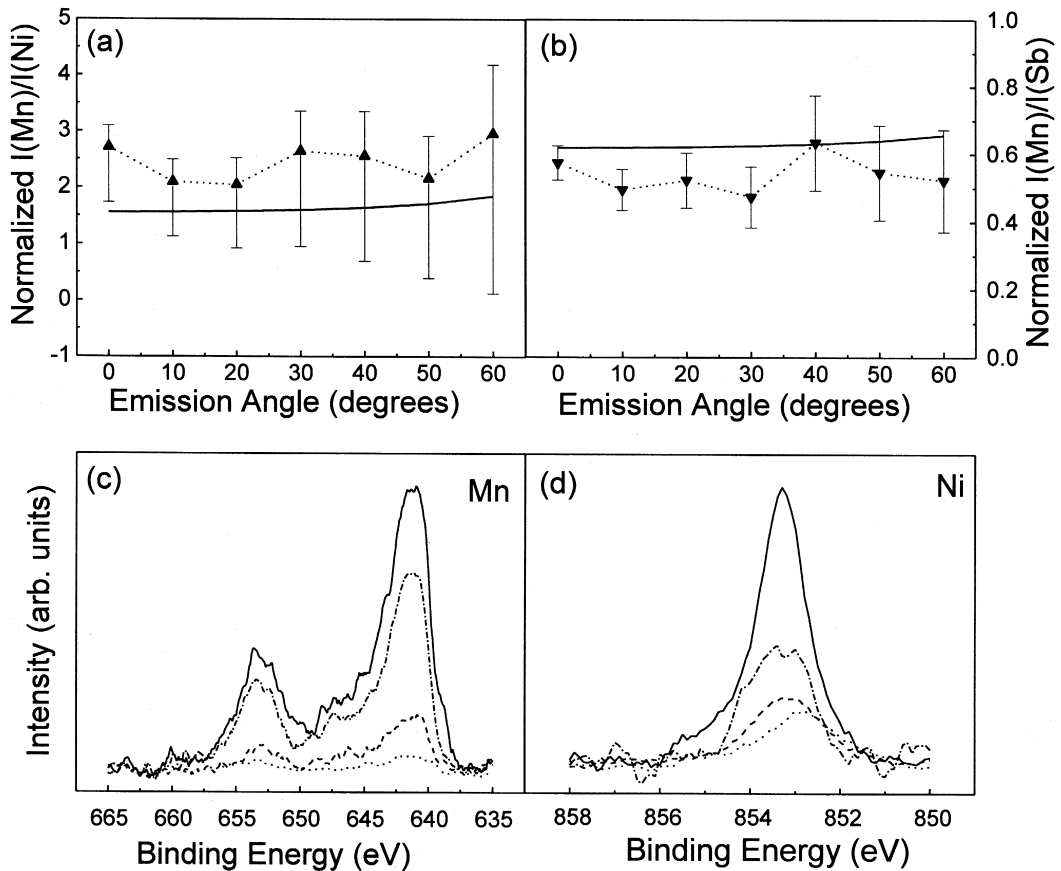 (a)
Normalized I(Mn)/I(Ni)
5
4
3
2
1
0
-1
0 10 20 30 40 50 60
Emission Angle (degrees)
(b)
Normalized I(Mn)/I(Sb)
1.0
0.8
0.6
0.4
0.2
0.0
0 10 20 30 40 50 60
Emission Angle (degrees)
(c)
Mn
Intensity (arb. units)
665 660 655 650 645 640 635
Binding Energy (eV)
(d)
Ni
858 856 854 852 850
Binding Energy (eV)